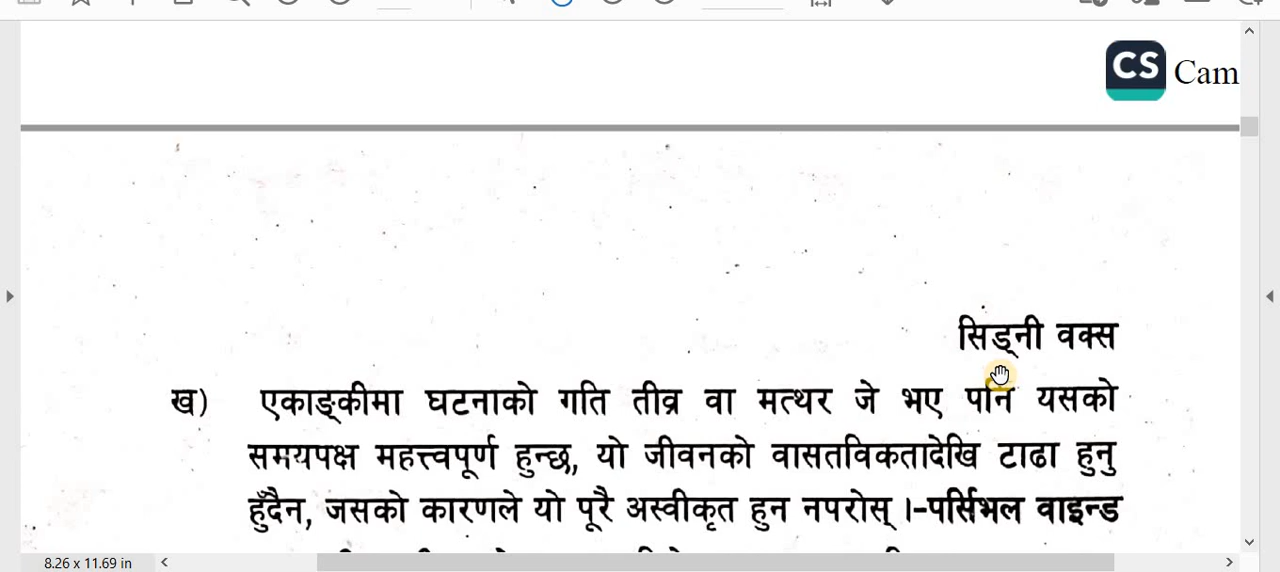 CS Cam
सिड्नी वक्स
ख) एकाङ्कीमा घटनाको गति तीव्र वा मत्थर जे भए पनि यसको
समयपक्ष महत्त्वपूर्ण हुन्छ, यो जीवनको वासतविकतादेखि टाढा हुनु
हुँदैन, जसको कारणले यो पूरै अस्वीकृत हुन नपरोस् ।-पर्सिभल वाइन्ड
8.26 x 11.69 in